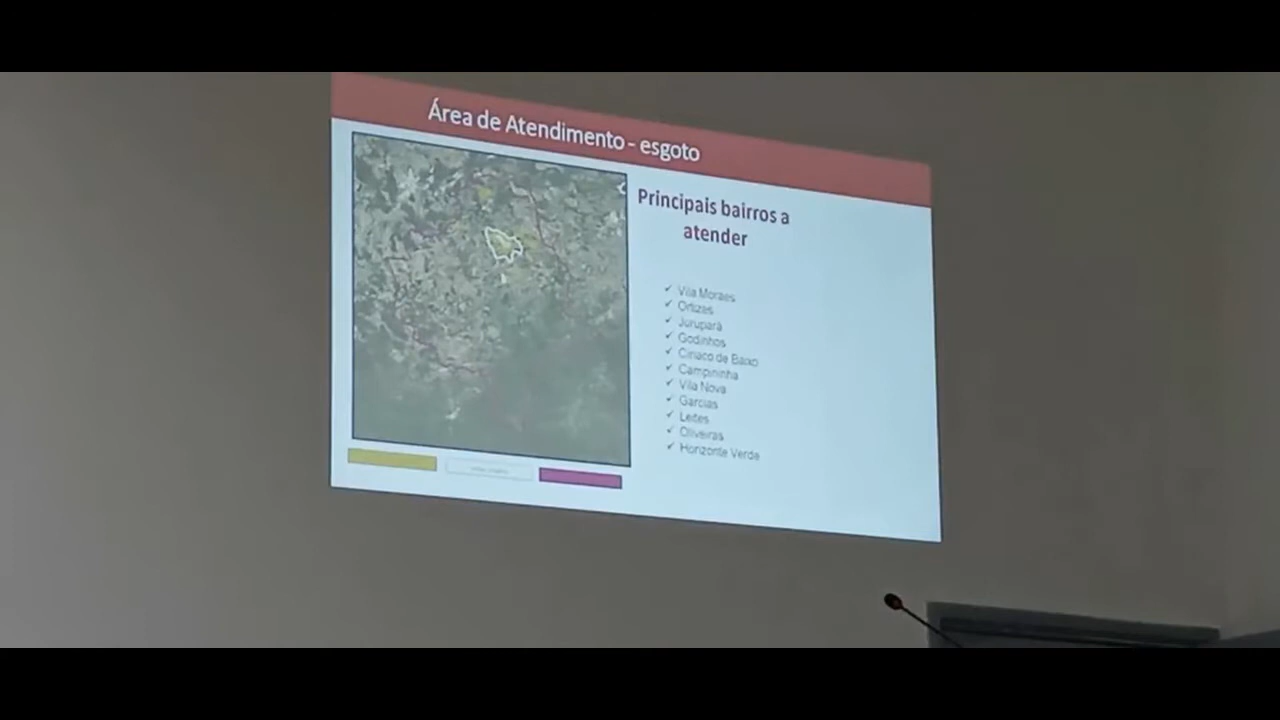 Área de Atendimento - esgoto
Principais bairros a
atender
✓ Vila Moraes
✓ Ortizes
✓ Jurupará
✓ Godinhos
✓ Ciriaco de Baixo
✓ Campininha
✓ Vila Nova
✓ Garcias
✓ Leites
✓ Oliveiras
✓ Horizonte Verde